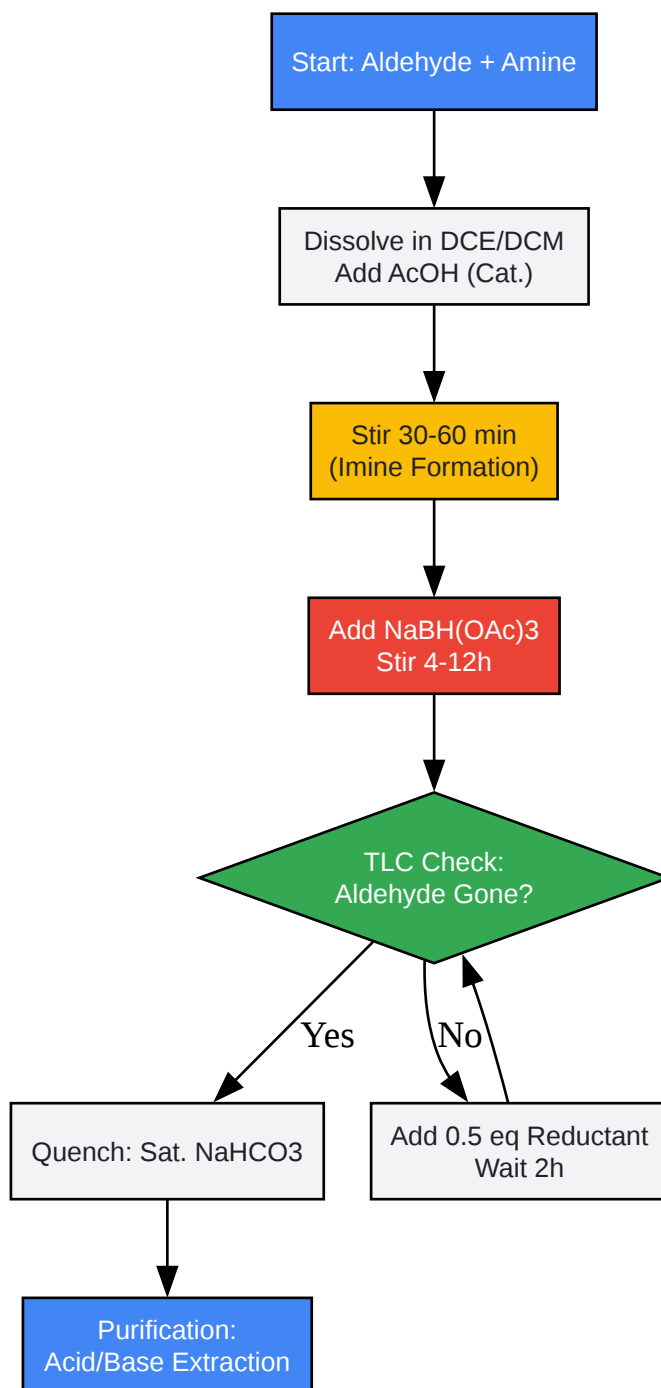 Start: Aldehyde + Amine
Dissolve in DCE/DCM
Add AcOH (Cat.)
Stir 30-60 min
(Imine Formation)
Add NaBH(OAc)3
Stir 4-12h
TLC Check:
Aldehyde Gone?
Yes
No
Quench: Sat. NaHCO3
Add 0.5 eq Reductant
Wait 2h
Purification:
Acid/Base Extraction